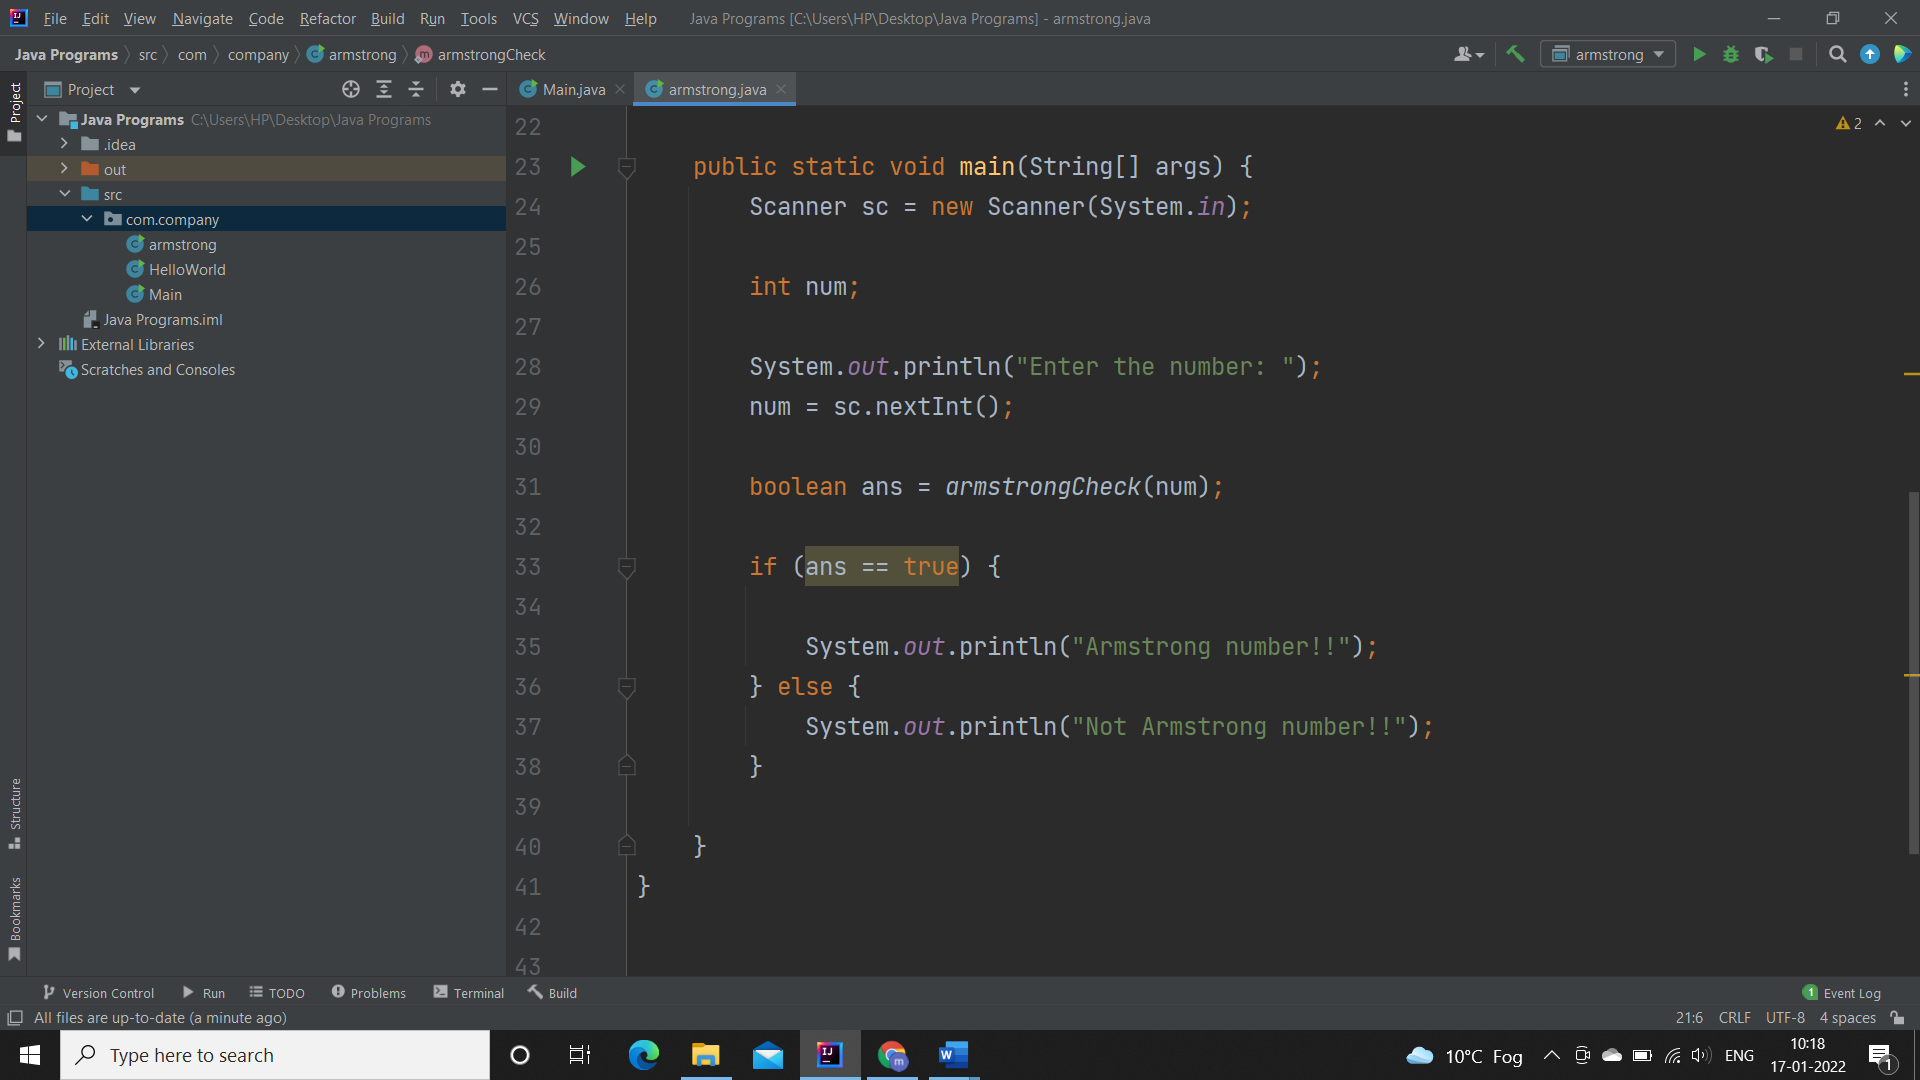 File Edit View Navigate Code Refactor Build Run Tools VCS Window Help Java Programs [C:\Users\HP\Desktop\Java Programs] - armstrong.java
Java Programs src com company armstrong m armstrongCheck armstrong
Project Project Main.java armstrong.java
Java Programs C:\Users\HP\Desktop\Java Programs
.idea
out
src
com.company
armstrong
HelloWorld
Main
Java Programs.iml
External Libraries
Scratches and Consoles
2
22
23 public static void main(String[] args) {
24 Scanner sc = new Scanner(System.in);
25
26 int num;
27
28 System.out.println("Enter the number: ");
29 num = sc.nextInt();
30
31 boolean ans = armstrongCheck(num);
32
33 if (ans == true) {
34
35 System.out.println("Armstrong number!!");
36 } else {
37 System.out.println("Not Armstrong number!!");
38 }
39
40 }
41 }
42
43
Structure
Bookmarks
Version Control Run TODO Problems Terminal Build 1 Event Log
All files are up-to-date (a minute ago) 21:6 CRLF UTF-8 4 spaces
Type here to search 10°C Fog ENG 10:18
17-01-2022 1